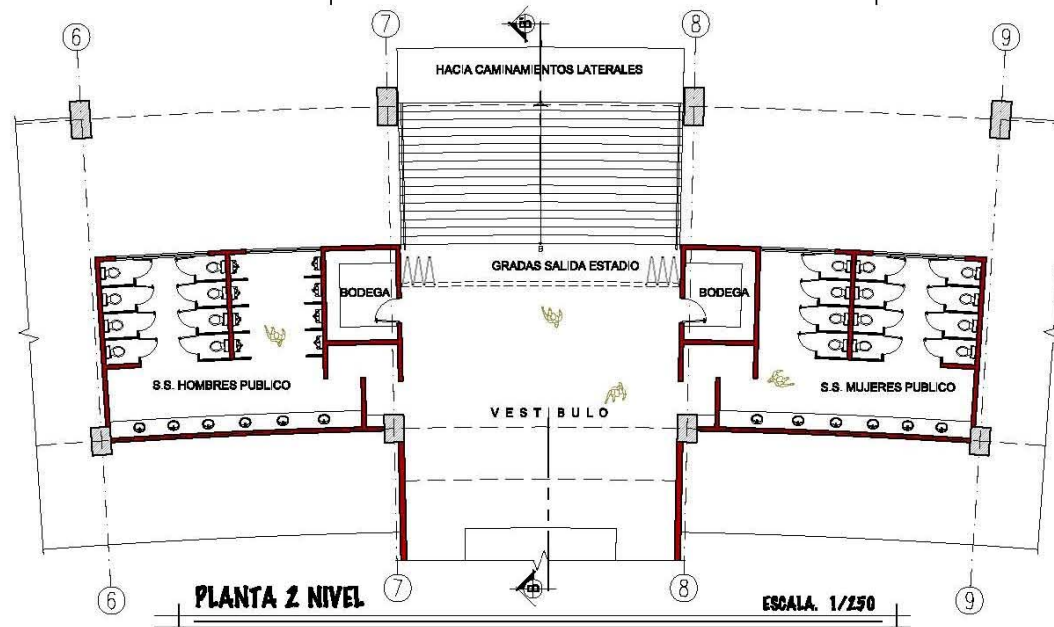 6
7
B'
8
9
HACIA CAMINAMIENTOS LATERALES
GRADAS SALIDA ESTADIO
BODEGA
BODEGA
S.S. HOMBRES PUBLICO
S.S. MUJERES PUBLICO
VESTIBULO
6
7
B
8
9
PLANTA 2 NIVEL
ESCALA. 1/250